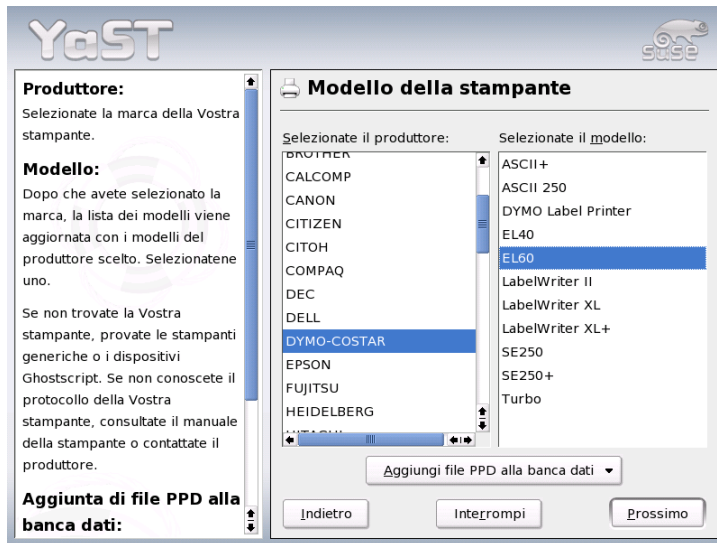 YaST
SUSE
Produttore:
Selezionate la marca della Vostra
stampante.
Modello:
Dopo che avete selezionato la
marca, la lista dei modelli viene
aggiornata con i modelli del
produttore scelto. Selezionatene
uno.
Se non trovate la Vostra
stampante, provate le stampanti
generiche o i dispositivi
Ghostscript. Se non conoscete il
protocollo della Vostra
stampante, consultate il manuale
della stampante o contattate il
produttore.
Aggiunta di file PPD alla
banca dati:
Modello della stampante
Selezionate il produttore:
BROTHER
CALCOMP
CANON
CITIZEN
CITOH
COMPAQ
DEC
DELL
DYMO-COSTAR
EPSON
FUJITSU
HEIDELBERG
HITACHI
Selezionate il modello:
ASCII+
ASCII 250
DYMO Label Printer
EL40
EL60
LabelWriter II
LabelWriter XL
LabelWriter XL+
SE250
SE250+
Turbo
Aggiungi file PPD alla banca dati
Indietro
Interrompi
Prossimo